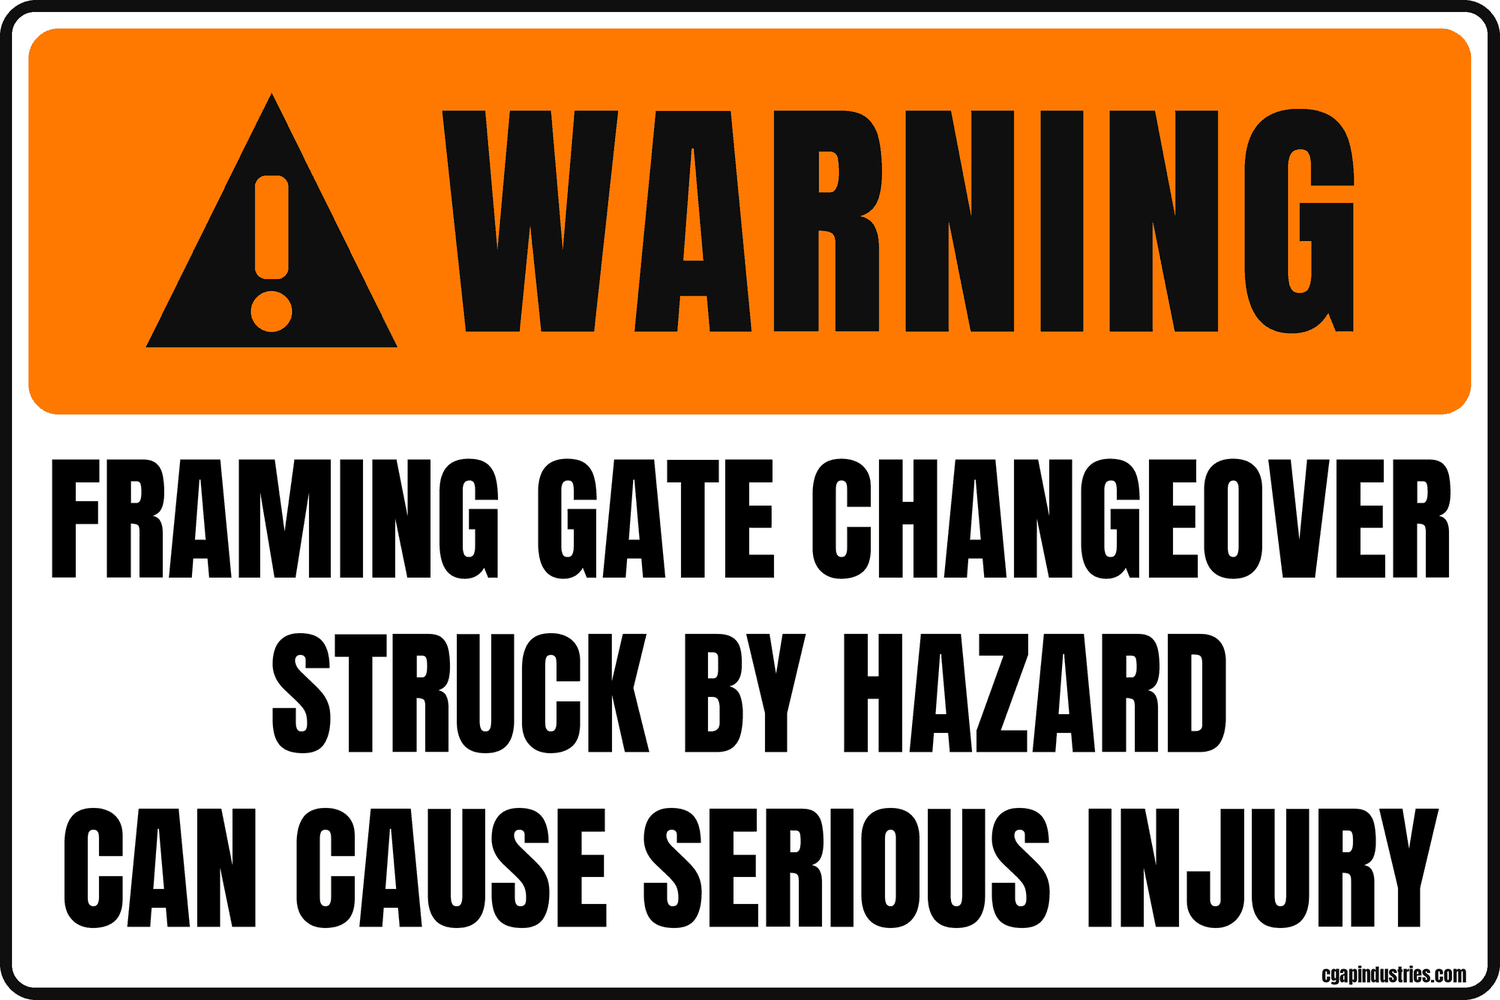 WARNING
FRAMING GATE CHANGEOVER
STRUCK BY HAZARD
CAN CAUSE SERIOUS INJURY
cgapindustries.com